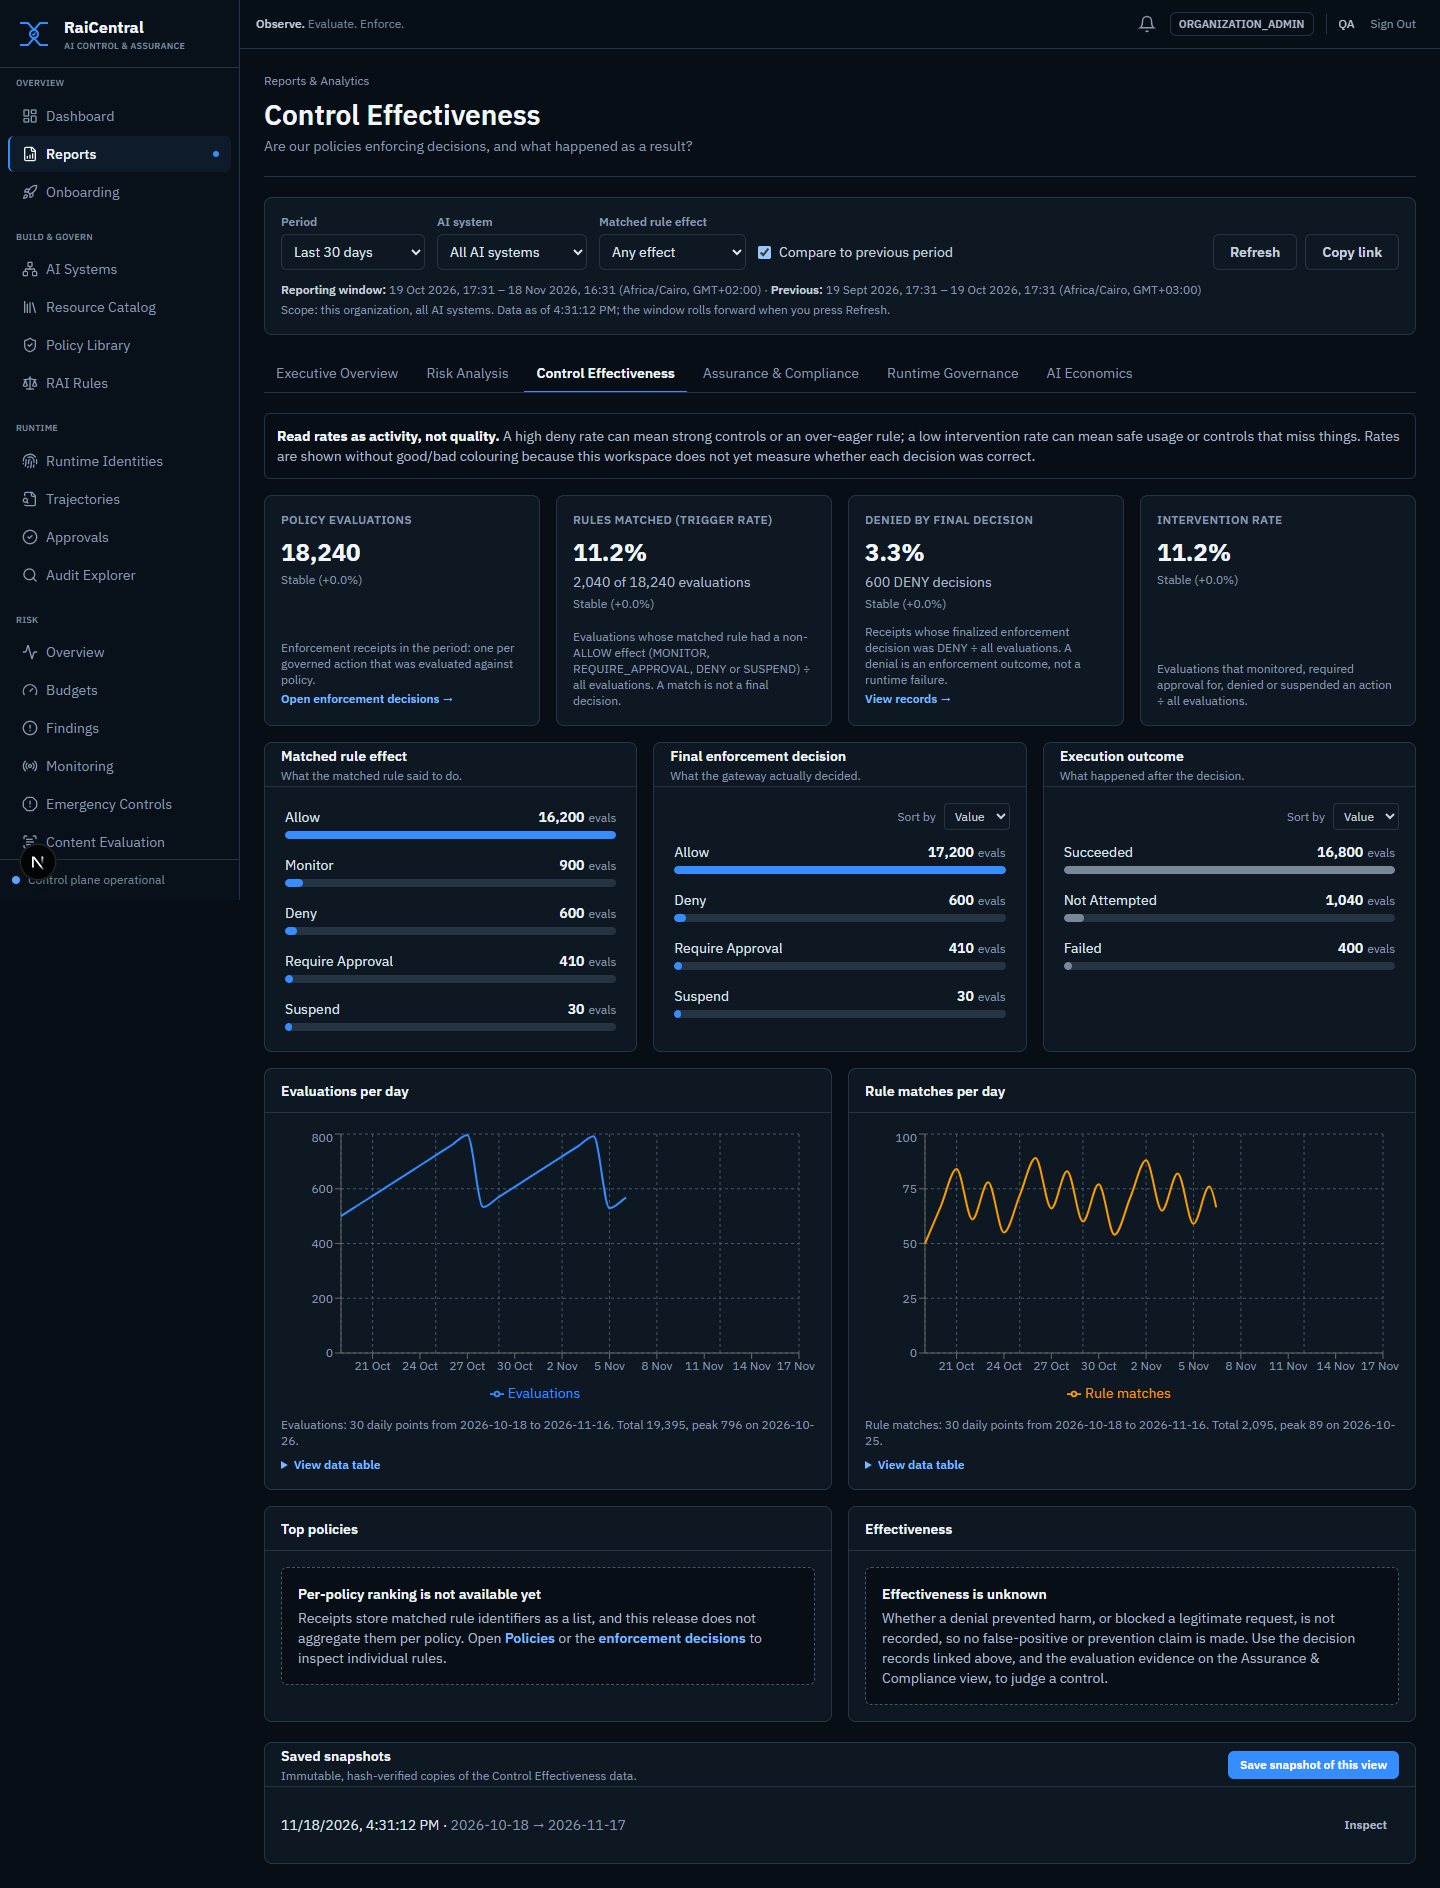 RaiCentral
AI CONTROL & ASSURANCE
Observe. Evaluate. Enforce.
ORGANIZATION_ADMIN
QA
Sign Out
OVERVIEW
Dashboard
Reports
Onboarding
BUILD & GOVERN
AI Systems
Resource Catalog
Policy Library
RAI Rules
RUNTIME
Runtime Identities
Trajectories
Approvals
Audit Explorer
RISK
Overview
Budgets
Findings
Monitoring
Emergency Controls
Content Evaluation
N
Control plane operational
Reports & Analytics
Control Effectiveness
Are our policies enforcing decisions, and what happened as a result?
Period
AI system
Matched rule effect
Last 30 days
All AI systems
Any effect
Compare to previous period
Refresh
Copy link
Reporting window: 19 Oct 2026, 17:31 – 18 Nov 2026, 16:31 (Africa/Cairo, GMT+02:00) · Previous: 19 Sept 2026, 17:31 – 19 Oct 2026, 17:31 (Africa/Cairo, GMT+03:00)
Scope: this organization, all AI systems. Data as of 4:31:12 PM; the window rolls forward when you press Refresh.
Executive Overview
Risk Analysis
Control Effectiveness
Assurance & Compliance
Runtime Governance
AI Economics
Read rates as activity, not quality. A high deny rate can mean strong controls or an over-eager rule; a low intervention rate can mean safe usage or controls that miss things. Rates
are shown without good/bad colouring because this workspace does not yet measure whether each decision was correct.
POLICY EVALUATIONS
18,240
Stable (+0.0%)
Enforcement receipts in the period: one per
governed action that was evaluated against
policy.
Open enforcement decisions →
RULES MATCHED (TRIGGER RATE)
11.2%
2,040 of 18,240 evaluations
Stable (+0.0%)
Evaluations whose matched rule had a non-
ALLOW effect (MONITOR,
REQUIRE_APPROVAL, DENY or SUSPEND) ÷
all evaluations. A match is not a final
decision.
DENIED BY FINAL DECISION
3.3%
600 DENY decisions
Stable (+0.0%)
Receipts whose finalized enforcement
decision was DENY ÷ all evaluations. A
denial is an enforcement outcome, not a
runtime failure.
View records →
INTERVENTION RATE
11.2%
Stable (+0.0%)
Evaluations that monitored, required
approval for, denied or suspended an action
÷ all evaluations.
Matched rule effect
What the matched rule said to do.
Allow 16,200 evals
Monitor 900 evals
Deny 600 evals
Require Approval 410 evals
Suspend 30 evals
Final enforcement decision
What the gateway actually decided.
Sort by Value
Allow 17,200 evals
Deny 600 evals
Require Approval 410 evals
Suspend 30 evals
Execution outcome
What happened after the decision.
Sort by Value
Succeeded 16,800 evals
Not Attempted 1,040 evals
Failed 400 evals
Evaluations per day
800
600
400
200
0
21 Oct 24 Oct 27 Oct 30 Oct 2 Nov 5 Nov 8 Nov 11 Nov 14 Nov 17 Nov
Evaluations
Evaluations: 30 daily points from 2026-10-18 to 2026-11-16. Total 19,395, peak 796 on 2026-10-
26.
View data table
Rule matches per day
100
75
50
25
0
21 Oct 24 Oct 27 Oct 30 Oct 2 Nov 5 Nov 8 Nov 11 Nov 14 Nov 17 Nov
Rule matches
Rule matches: 30 daily points from 2026-10-18 to 2026-11-16. Total 2,095, peak 89 on 2026-10-
25.
View data table
Top policies
Per-policy ranking is not available yet
Receipts store matched rule identifiers as a list, and this release does not
aggregate them per policy. Open Policies or the enforcement decisions to
inspect individual rules.
Effectiveness
Effectiveness is unknown
Whether a denial prevented harm, or blocked a legitimate request, is not
recorded, so no false-positive or prevention claim is made. Use the decision
records linked above, and the evaluation evidence on the Assurance &
Compliance view, to judge a control.
Saved snapshots
Immutable, hash-verified copies of the Control Effectiveness data.
Save snapshot of this view
11/18/2026, 4:31:12 PM · 2026-10-18 → 2026-11-17
Inspect